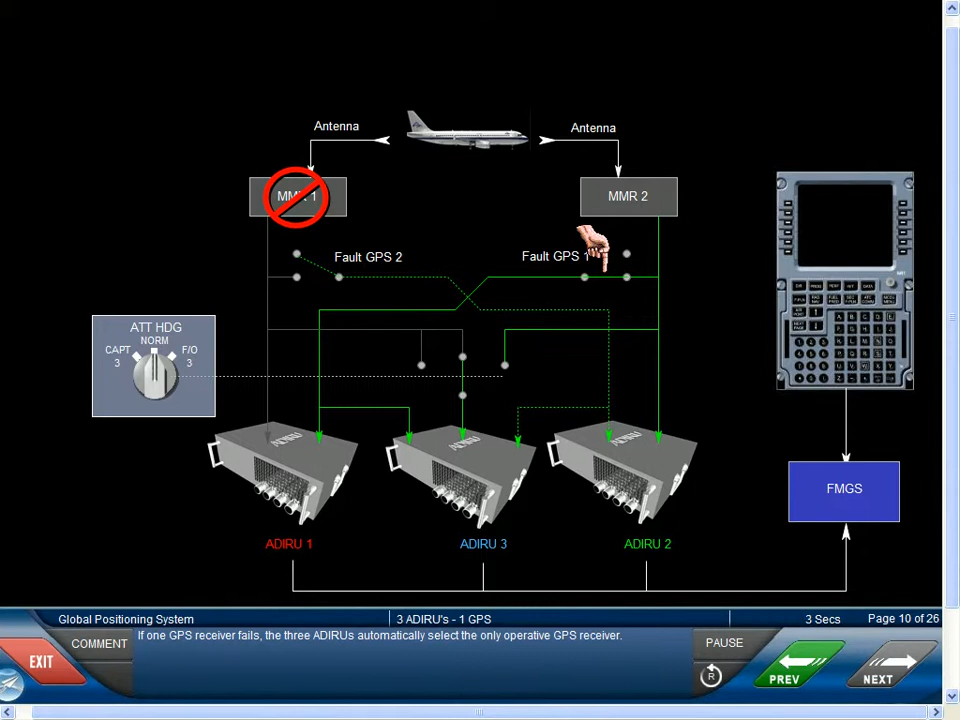 Antenna
Antenna
MMR 1
MMR 2
Fault GPS 2
Fault GPS 1
ATT HDG
NORM
CAPT
F/O
3
3
ADIRU
ADIRU
ADIRU
FMGS
ADIRU 1
ADIRU 3
ADIRU 2
Global Positioning System
3 ADIRU's - 1 GPS
3 Secs
Page 10 of 26
COMMENT
If one GPS receiver fails, the three ADIRUs automatically select the only operative GPS receiver.
PAUSE
EXIT
R
PREV
NEXT